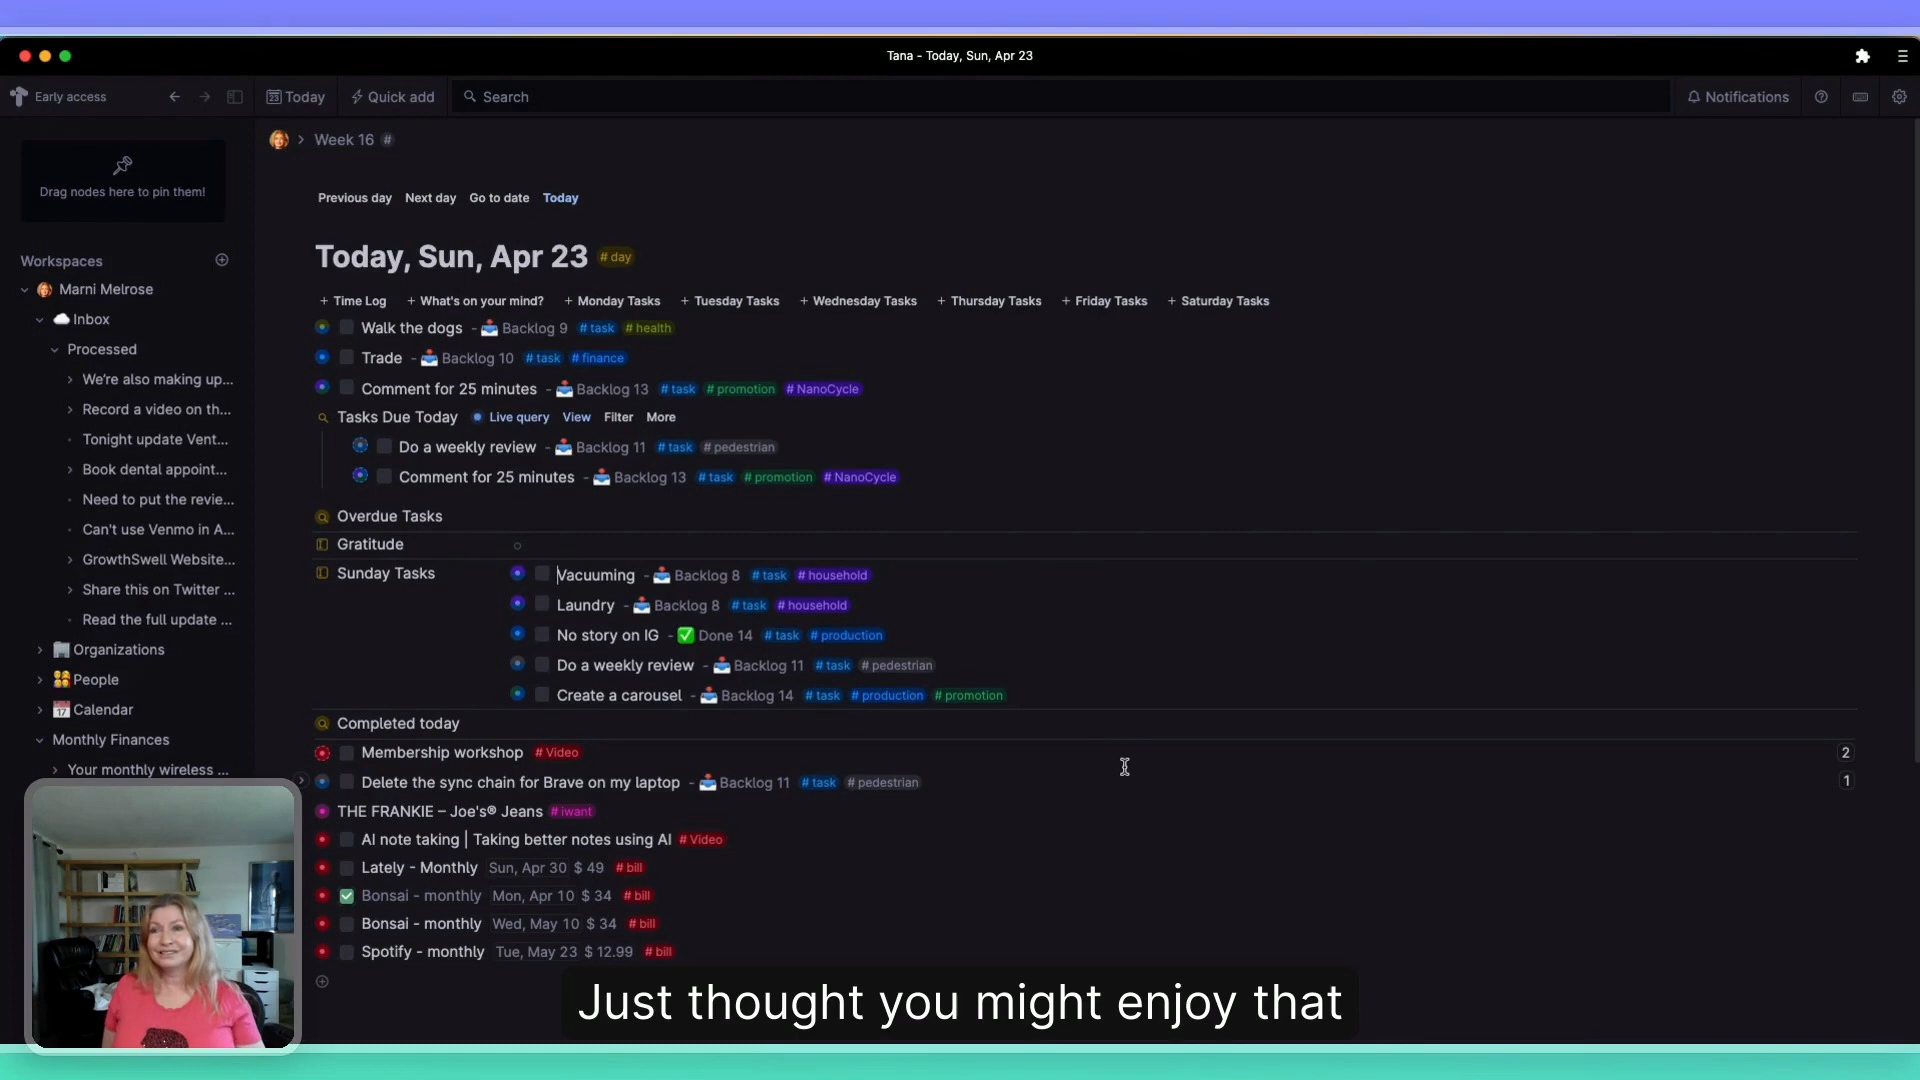 Tana - Today, Sun, Apr 23
Early access
Today
Quick add
Search
Notifications
Drag nodes here to pin them!
Workspaces
Marni Melrose
Inbox
Processed
We're also making up...
Record a video on th...
Tonight update Vent...
Book dental appoint...
Need to put the revie...
Can't use Venmo in A...
GrowthSwell Website...
Share this on Twitter ...
Read the full update ...
Organizations
People
Calendar
Monthly Finances
Your monthly wireless ...
Week 16 #
Previous day Next day Go to date Today
Today, Sun, Apr 23 # day
+ Time Log + What's on your mind? + Monday Tasks + Tuesday Tasks + Wednesday Tasks + Thursday Tasks + Friday Tasks + Saturday Tasks
Walk the dogs - 📥 Backlog 9 # task # health
Trade - 📥 Backlog 10 # task # finance
Comment for 25 minutes - 📥 Backlog 13 # task # promotion # NanoCycle
Tasks Due Today Live query View Filter More
Do a weekly review - 📥 Backlog 11 # task # pedestrian
Comment for 25 minutes - 📥 Backlog 13 # task # promotion # NanoCycle
Overdue Tasks
Gratitude
Sunday Tasks
Vacuuming - 📥 Backlog 8 # task # household
Laundry - 📥 Backlog 8 # task # household
No story on IG - ✅ Done 14 # task # production
Do a weekly review - 📥 Backlog 11 # task # pedestrian
Create a carousel - 📥 Backlog 14 # task # production # promotion
Completed today
Membership workshop # Video 2
Delete the sync chain for Brave on my laptop - 📥 Backlog 11 # task # pedestrian 1
THE FRANKIE – Joe's® Jeans # iwant
AI note taking | Taking better notes using AI # Video
Lately - Monthly Sun, Apr 30 $ 49 # bill
Bonsai - monthly Mon, Apr 10 $ 34 # bill
Bonsai - monthly Wed, May 10 $ 34 # bill
Spotify - monthly Tue, May 23 $ 12.99 # bill
Just thought you might enjoy that